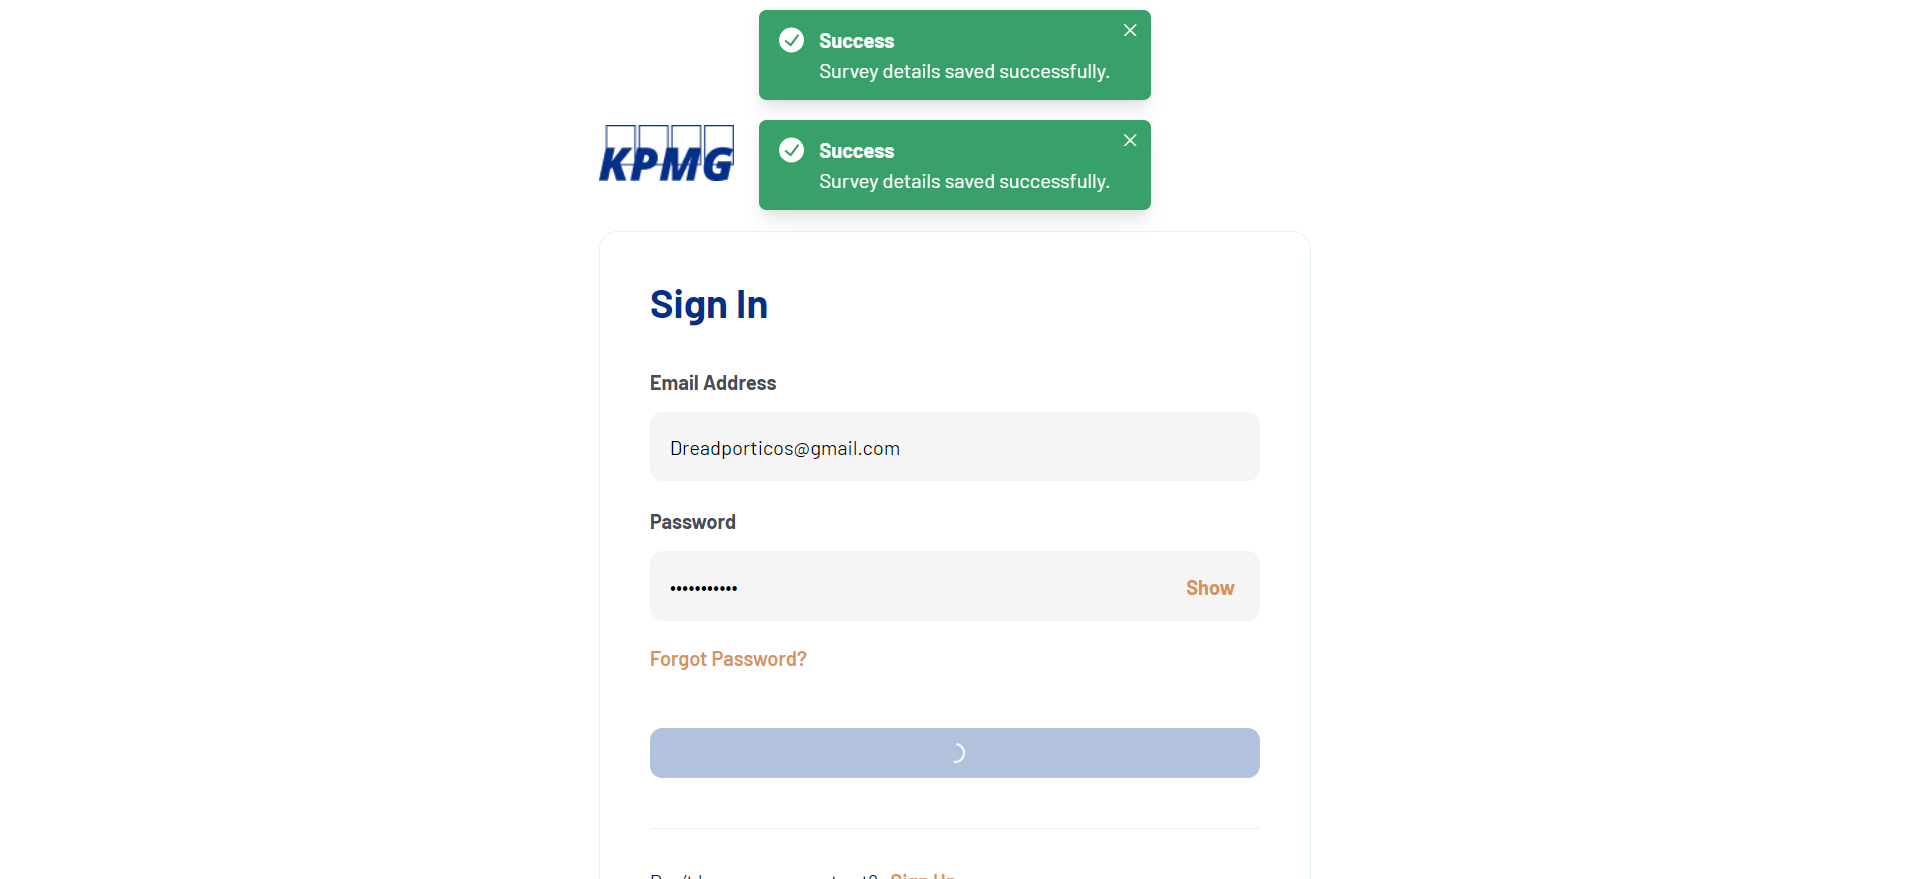 Success
Survey details saved successfully.
KPMG
Success
Survey details saved successfully.
Sign In
Email Address
Dreadporticos@gmail.com
Password
•••••••••••
Show
Forgot Password?
Sign Up